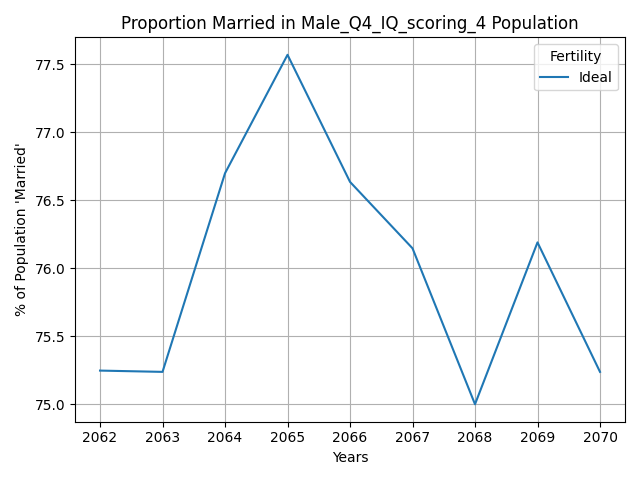 Proportion Married in Male_Q4_IQ_scoring_4 Population
Fertility
Ideal
% of Population 'Married'
77.5
77.0
76.5
76.0
75.5
75.0
2062 2063 2064 2065 2066 2067 2068 2069 2070
Years